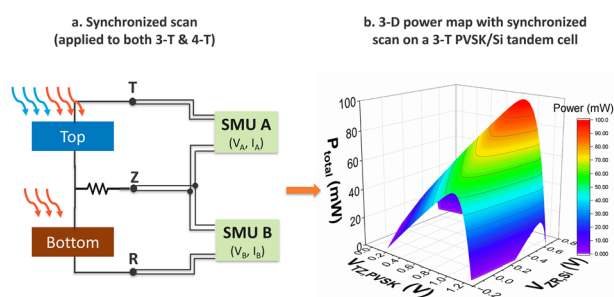 a. Synchronized scan
(applied to both 3-T & 4-T)
T
Top
SMU A
(VA, IA)
Z
Bottom
SMU B
(VB, IB)
R
b. 3-D power map with synchronized
scan on a 3-T PVSK/Si tandem cell
Ptotal (mW)
100
80
60
40
20
0
0.0
0.2
0.4
0.6
0.8
1.0
1.2
VTZ,PVSK (V)
-0.2
0.0
0.2
0.4
0.6
0.8
VZR,Si (V)
Power (mW)
100.0
90.00
80.00
70.00
60.00
50.00
40.00
30.00
20.00
10.00
0.000